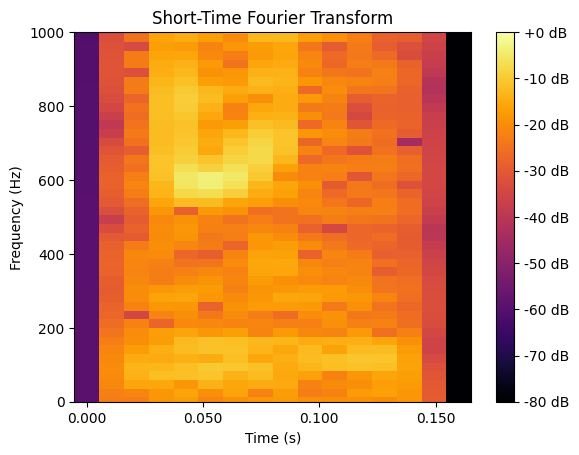 Short-Time Fourier Transform
1000
800
600
400
200
0
Frequency (Hz)
0.000
0.050
0.100
0.150
Time (s)
+0 dB
-10 dB
-20 dB
-30 dB
-40 dB
-50 dB
-60 dB
-70 dB
-80 dB